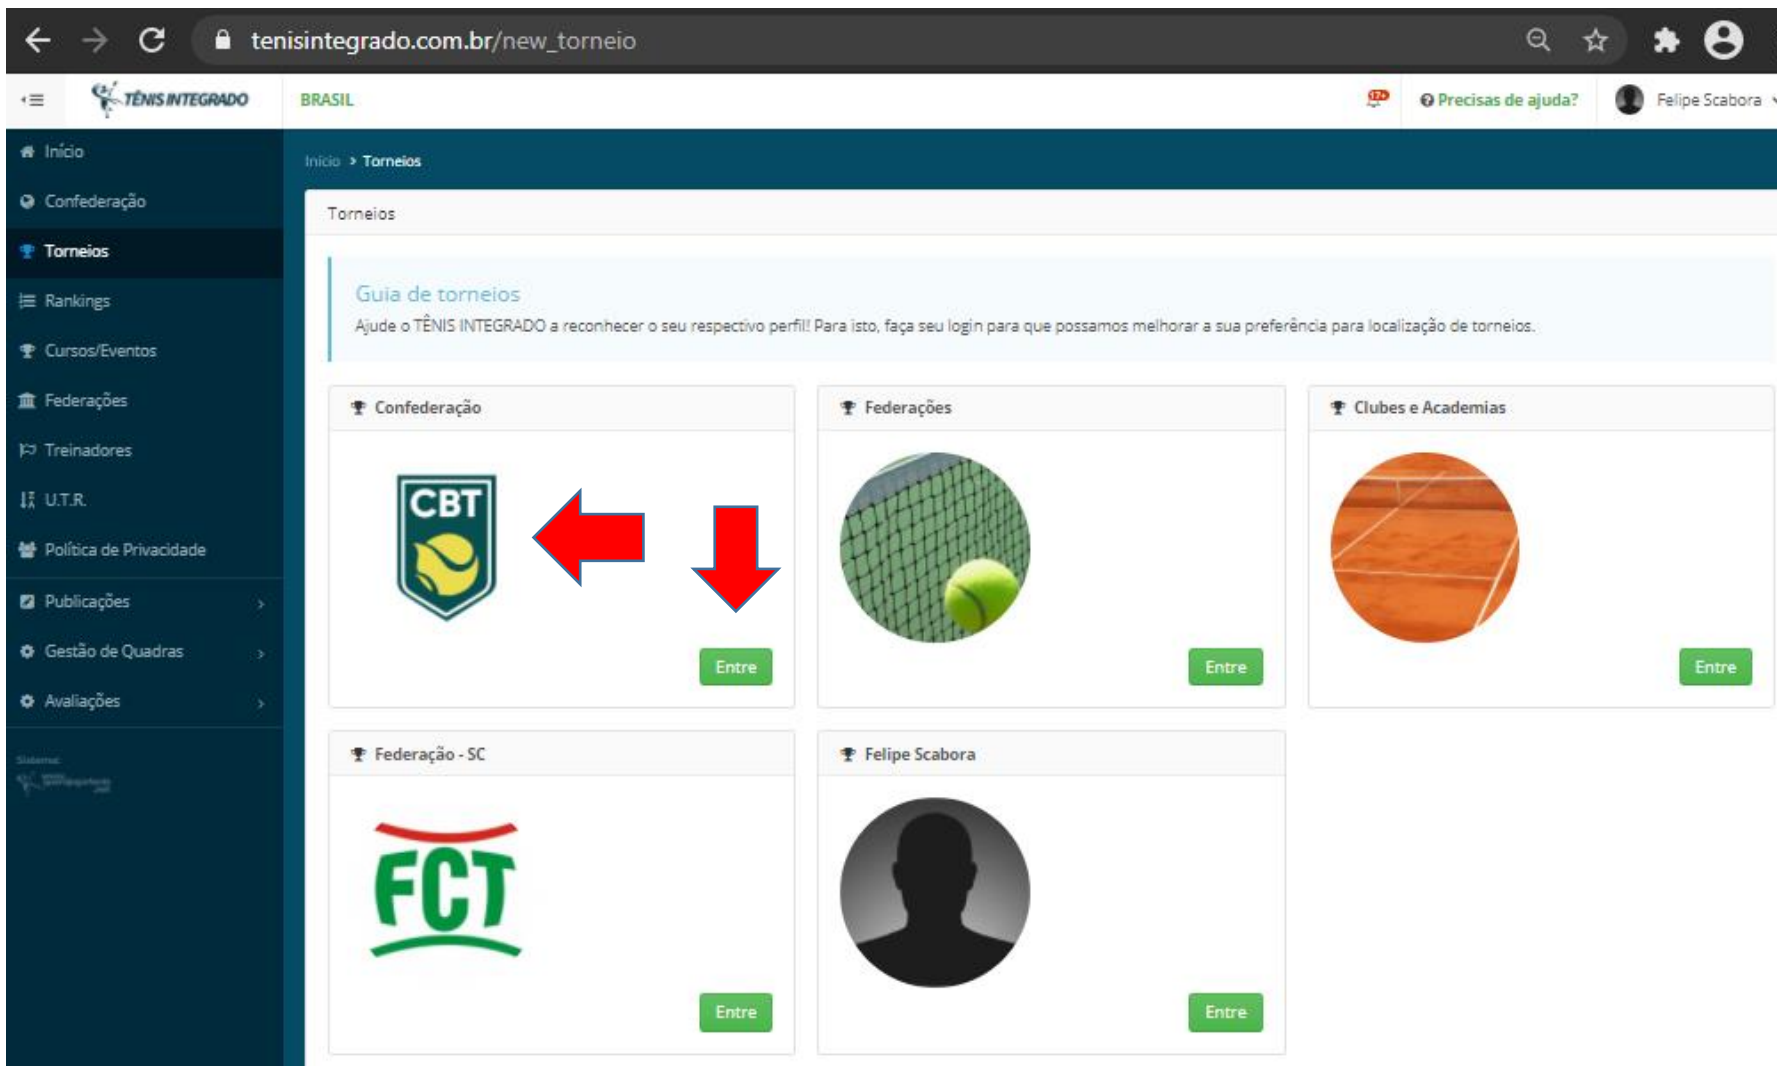 tenisintegrado.com.br/new_torneio
TÊNIS INTEGRADO
BRASIL
17+
Precisas de ajuda?
Felipe Scabora
Início
Confederação
Torneios
Rankings
Cursos/Eventos
Federações
Treinadores
U.T.R.
Política de Privacidade
Publicações
Gestão de Quadras
Avaliações
Sistema:
Início > Torneios
Torneios
Guia de torneios
Ajude o TÊNIS INTEGRADO a reconhecer o seu respectivo perfil! Para isto, faça seu login para que possamos melhorar a sua preferência para localização de torneios.
Confederação
CBT
Entre
Federações
Entre
Clubes e Academias
Entre
Federação - SC
FCT
Entre
Felipe Scabora
Entre